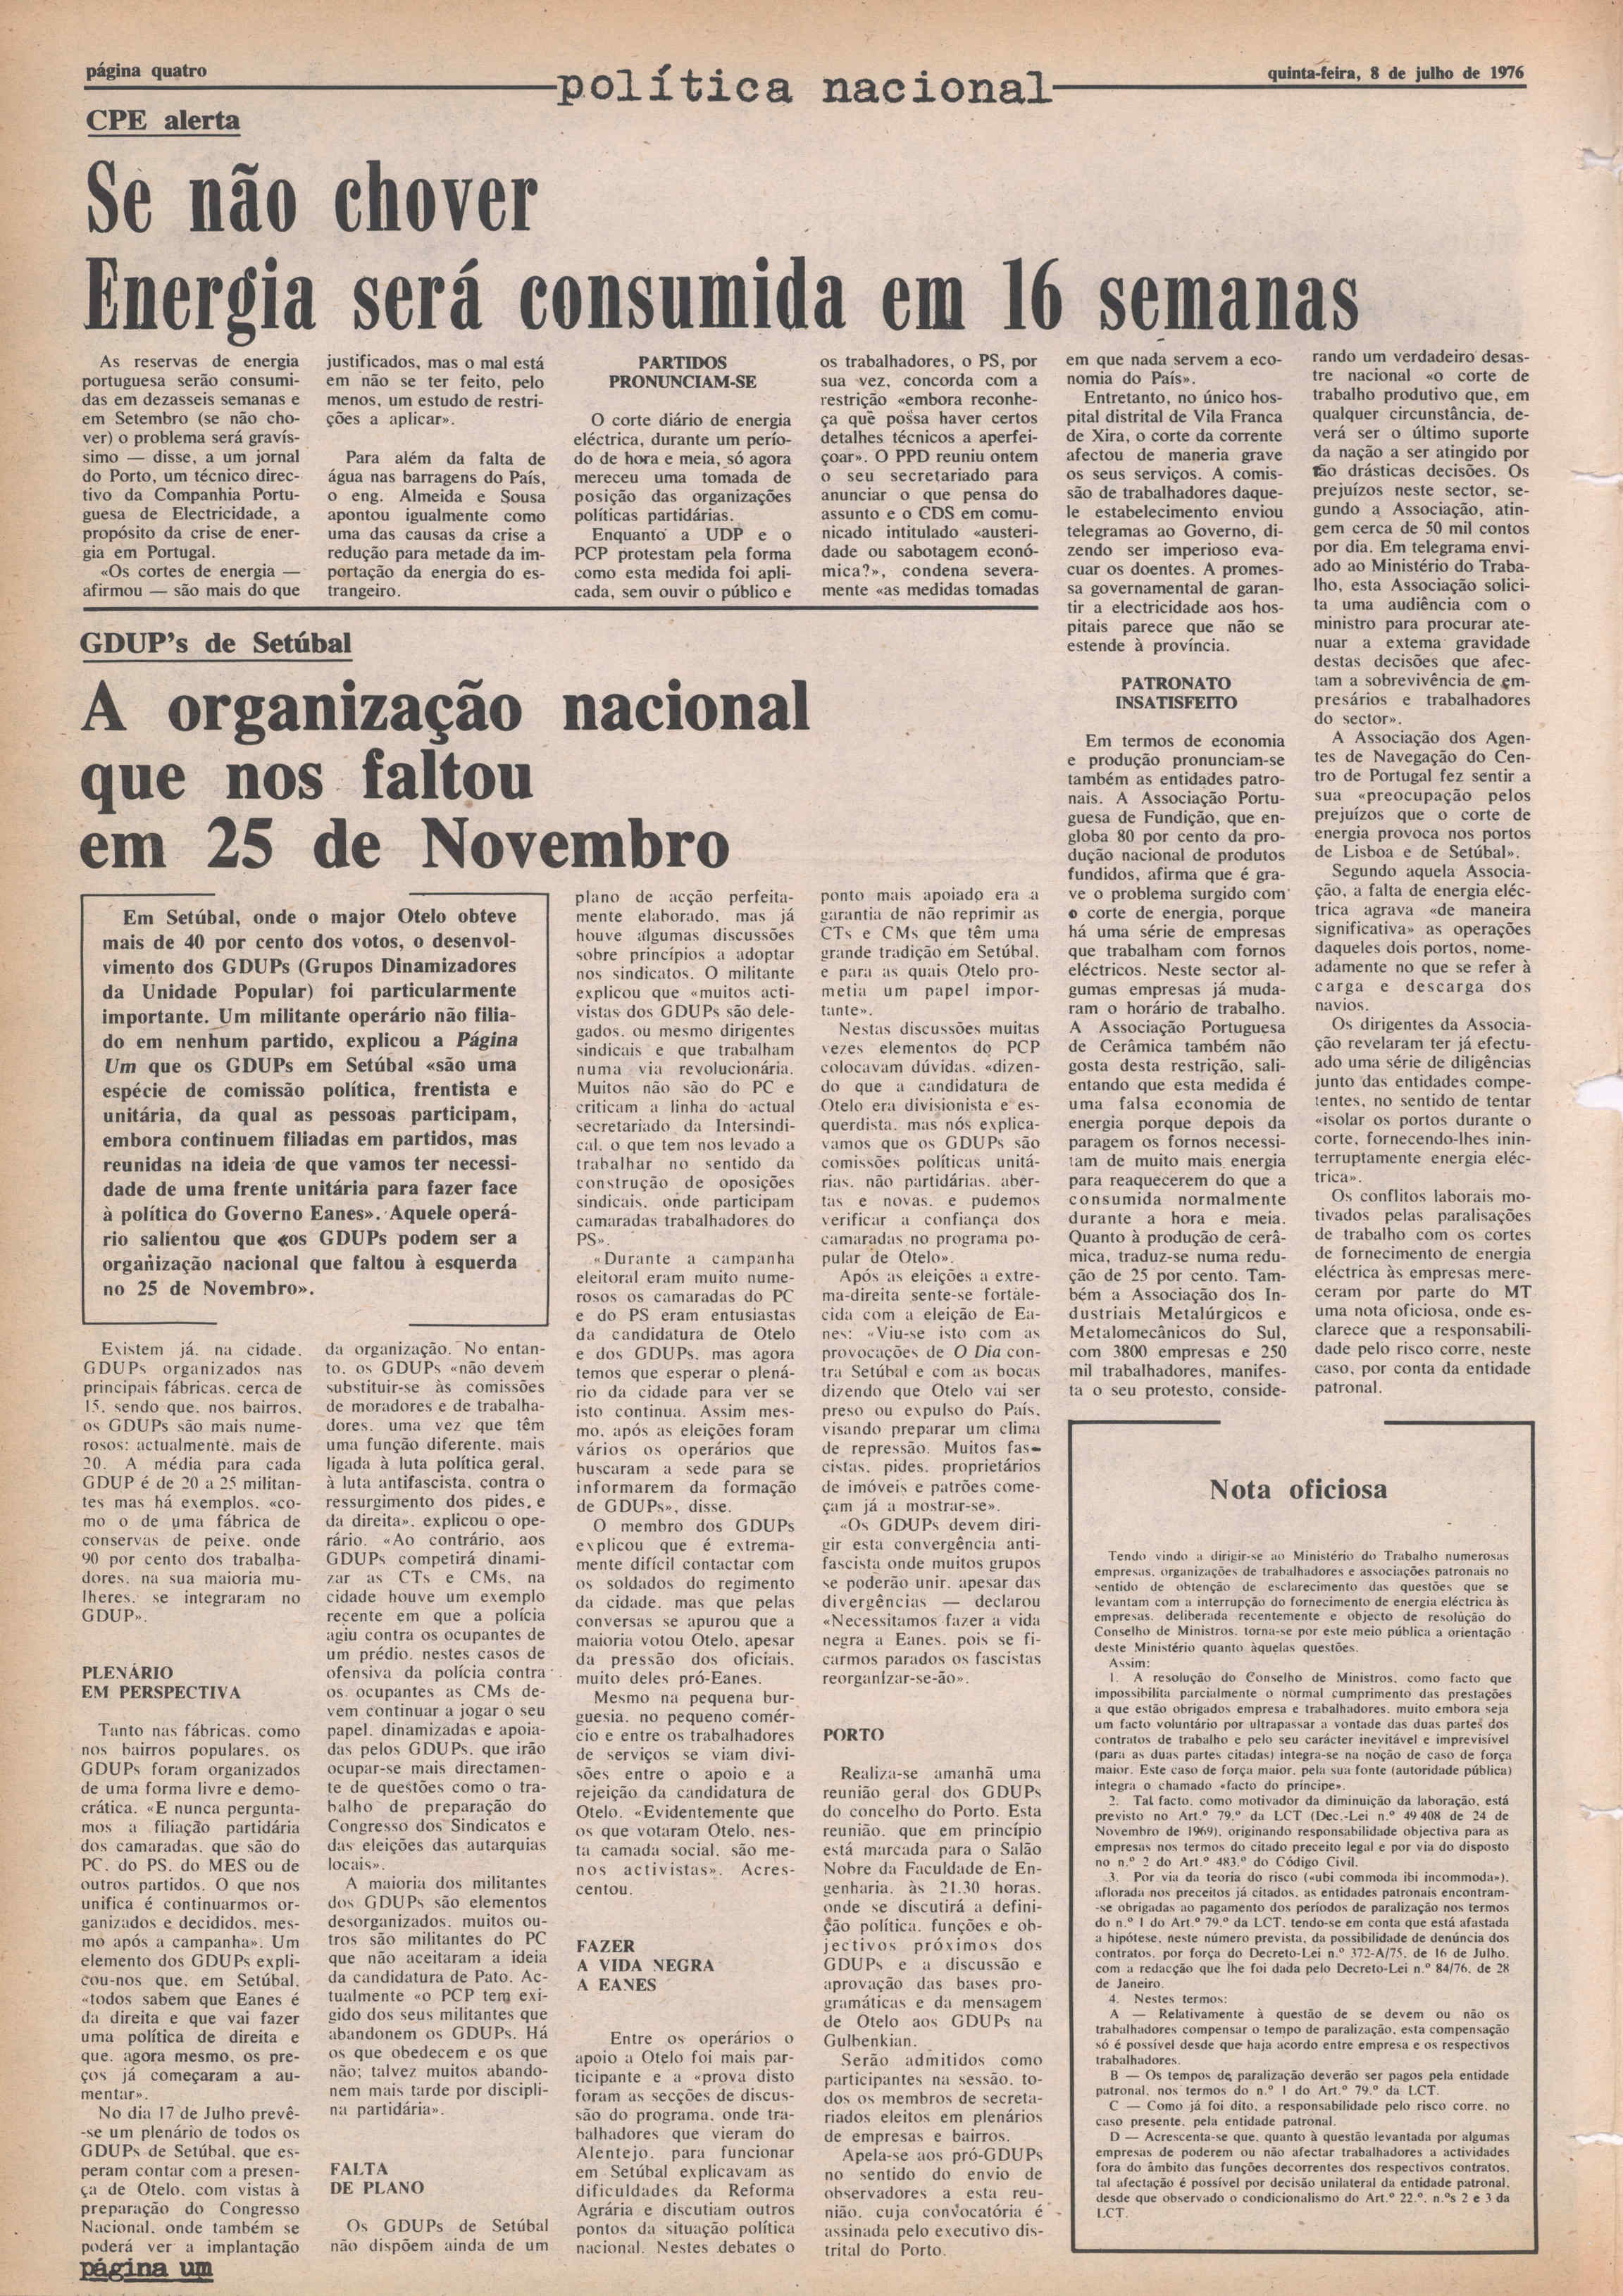 página quatro
política nacional
quinta-feira, 8 de julho de 1976
CPE alerta
Se não chover
Energia será consumida em 16 semanas
As reservas de energia
portuguesa serão consumi-
das em dezasseis semanas e
em Setembro (se não cho-
ver) o problema será gravís-
simo — disse, a um jornal
do Porto, um técnico direc-
tivo da Companhia Portu-
guesa de Electricidade, a
propósito da crise de ener-
gia em Portugal.
«Os cortes de energia —
afirmou — são mais do que
justificados, mas o mal está
em não se ter feito, pelo
menos, um estudo de restri-
ções a aplicar».
Para além da falta de
água nas barragens do País,
o eng. Almeida e Sousa
apontou igualmente como
uma das causas da crise a
redução para metade da im-
portação da energia do es-
trangeiro.
PARTIDOS
PRONUNCIAM-SE
O corte diário de energia
eléctrica, durante um perío-
do de hora e meia, só agora
mereceu uma tomada de
posição das organizações
políticas partidárias.
Enquanto a UDP e o
PCP protestam pela forma
como esta medida foi apli-
cada, sem ouvir o público e
os trabalhadores, o PS, por
sua vez, concorda com a
restrição «embora reconhe-
ça que possa haver certos
detalhes técnicos a aperfei-
çoar». O PPD reuniu ontem
o seu secretariado para
anunciar o que pensa do
assunto e o CDS em comu-
nicado intitulado «austeri-
dade ou sabotagem econó-
mica?», condena severa-
mente «as medidas tomadas
em que nada servem a eco-
nomia do País».
Entretanto, no único hos-
pital distrital de Vila Franca
de Xira, o corte da corrente
afectou de maneria grave
os seus serviços. A comis-
são de trabalhadores daque-
le estabelecimento enviou
telegramas ao Governo, di-
zendo ser imperioso eva-
cuar os doentes. A promes-
sa governamental de garan-
tir a electricidade aos hos-
pitais parece que não se
estende à província.
PATRONATO
INSATISFEITO
Em termos de economia
e produção pronunciam-se
também as entidades patro-
nais. A Associação Portu-
guesa de Fundição, que en-
globa 80 por cento da pro-
dução nacional de produtos
fundidos, afirma que é gra-
ve o problema surgido com
o corte de energia, porque
há uma série de empresas
que trabalham com fornos
eléctricos. Neste sector al-
gumas empresas já muda-
ram o horário de trabalho.
A Associação Portuguesa
de Cerâmica também não
gosta desta restrição, sali-
entando que esta medida é
uma falsa economia de
energia porque depois da
paragem os fornos necessi-
tam de muito mais energia
para reaquecerem do que a
consumida normalmente
durante a hora e meia.
Quanto à produção de cerâ-
mica, traduz-se numa redu-
ção de 25 por cento. Tam-
bém a Associação dos In-
dustriais Metalúrgicos e
Metalomecânicos do Sul,
com 3800 empresas e 250
mil trabalhadores, manifes-
ta o seu protesto, conside-
rando um verdadeiro desas-
tre nacional «o corte de
trabalho produtivo que, em
qualquer circunstância, de-
verá ser o último suporte
da nação a ser atingido por
tão drásticas decisões. Os
prejuízos neste sector, se-
gundo a Associação, atin-
gem cerca de 50 mil contos
por dia. Em telegrama envi-
ado ao Ministério do Traba-
lho, esta Associação solici-
ta uma audiência com o
ministro para procurar ate-
nuar a extema gravidade
destas decisões que afec-
tam a sobrevivência de em-
presários e trabalhadores
do sector».
A Associação dos Agen-
tes de Navegação do Cen-
tro de Portugal fez sentir a
sua «preocupação pelos
prejuízos que o corte de
energia provoca nos portos
de Lisboa e de Setúbal».
Segundo aquela Associa-
ção, a falta de energia eléc-
trica agrava «de maneira
significativa» as operações
daqueles dois portos, nome-
adamente no que se refer à
carga e descarga dos
navios.
Os dirigentes da Associa-
ção revelaram ter já efectu-
ado uma série de diligências
junto das entidades compe-
tentes, no sentido de tentar
«isolar os portos durante o
corte, fornecendo-lhes inin-
terruptamente energia eléc-
trica».
Os conflitos laborais mo-
tivados pelas paralisações
de trabalho com os cortes
de fornecimento de energia
eléctrica às empresas mere-
ceram por parte do MT
uma nota oficiosa, onde es-
clarece que a responsabili-
dade pelo risco corre, neste
caso, por conta da entidade
patronal.
GDUP's de Setúbal
A organização nacional
que nos faltou
em 25 de Novembro
Em Setúbal, onde o major Otelo obteve
mais de 40 por cento dos votos, o desenvol-
vimento dos GDUPs (Grupos Dinamizadores
da Unidade Popular) foi particularmente
importante. Um militante operário não filia-
do em nenhum partido, explicou a Página
Um que os GDUPs em Setúbal «são uma
espécie de comissão política, frentista e
unitária, da qual as pessoas participam,
embora continuem filiadas em partidos, mas
reunidas na ideia de que vamos ter necessi-
dade de uma frente unitária para fazer face
à política do Governo Eanes». Aquele operá-
rio salientou que «os GDUPs podem ser a
organização nacional que faltou à esquerda
no 25 de Novembro».
Existem já, na cidade,
GDUPs organizados nas
principais fábricas, cerca de
15, sendo que, nos bairros,
os GDUPs são mais nume-
rosos: actualmente, mais de
20. A média para cada
GDUP é de 20 a 25 militan-
tes mas há exemplos, «co-
mo o de uma fábrica de
conservas de peixe, onde
90 por cento dos trabalha-
dores, na sua maioria mu-
lheres, se integraram no
GDUP».
PLENÁRIO
EM PERSPECTIVA
Tanto nas fábricas, como
nos bairros populares, os
GDUPs foram organizados
de uma forma livre e demo-
crática. «E nunca pergunta-
mos a filiação partidária
dos camaradas, que são do
PC, do PS, do MES ou de
outros partidos. O que nos
unifica é continuarmos or-
ganizados e decididos, mes-
mo após a campanha». Um
elemento dos GDUPs expli-
cou-nos que, em Setúbal,
«todos sabem que Eanes é
da direita e que vai fazer
uma política de direita e
que, agora mesmo, os pre-
ços já começaram a au-
mentar».
No dia 17 de Julho prevê-
-se um plenário de todos os
GDUPs de Setúbal, que es-
peram contar com a presen-
ça de Otelo, com vistas à
preparação do Congresso
Nacional, onde também se
poderá ver a implantação
da organização. No entan-
to, os GDUPs «não devem
substituir-se às comissões
de moradores e de trabalha-
dores, uma vez que têm
uma função diferente, mais
ligada à luta política geral,
à luta antifascista, contra o
ressurgimento dos pides, e
da direita», explicou o ope-
rário. «Ao contrário, aos
GDUPs competirá dinami-
zar as CTs e CMs, na
cidade houve um exemplo
recente em que a polícia
agiu contra os ocupantes de
um prédio, nestes casos de
ofensiva da polícia contra
os ocupantes as CMs de-
vem continuar a jogar o seu
papel, dinamizadas e apoia-
das pelos GDUPs, que irão
ocupar-se mais directamen-
te de questões como o tra-
balho de preparação do
Congresso dos Sindicatos e
das eleições das autarquias
locais».
A maioria dos militantes
dos GDUPs são elementos
desorganizados, muitos ou-
tros são militantes do PC
que não aceitaram a ideia
da candidatura de Pato. Ac-
tualmente «o PCP tem exi-
gido dos seus militantes que
abandonem os GDUPs. Há
os que obedecem e os que
não; talvez muitos abando-
nem mais tarde por discipli-
na partidária».
FALTA
DE PLANO
Os GDUPs de Setúbal
não dispõem ainda de um
plano de acção perfeita-
mente elaborado, mas já
houve algumas discussões
sobre princípios a adoptar
nos sindicatos. O militante
explicou que «muitos acti-
vistas dos GDUPs são dele-
gados, ou mesmo dirigentes
sindicais e que trabalham
numa via revolucionária.
Muitos não são do PC e
criticam a linha do actual
secretariado da Intersindi-
cal, o que tem nos levado a
trabalhar no sentido da
construção de oposições
sindicais, onde participam
camaradas trabalhadores do
PS».
«Durante a campanha
eleitoral eram muito nume-
rosos os camaradas do PC
e do PS eram entusiastas
da candidatura de Otelo
e dos GDUPs, mas agora
temos que esperar o plená-
rio da cidade para ver se
isto continua. Assim mes-
mo, após as eleições foram
vários os operários que
buscaram a sede para se
informarem da formação
de GDUPs», disse.
O membro dos GDUPs
explicou que é extrema-
mente difícil contactar com
os soldados do regimento
da cidade, mas que pelas
conversas se apurou que a
maioria votou Otelo, apesar
da pressão dos oficiais,
muito deles pró-Eanes.
Mesmo na pequena bur-
guesia, no pequeno comér-
cio e entre os trabalhadores
de serviços se viam divi-
sões entre o apoio e a
rejeição da candidatura de
Otelo. «Evidentemente que
os que votaram Otelo, nes-
ta camada social, são me-
nos activistas». Acres-
centou.
FAZER
A VIDA NEGRA
A EANES
Entre os operários o
apoio a Otelo foi mais par-
ticipante e a «prova disto
foram as secções de discus-
são do programa, onde tra-
balhadores que vieram do
Alentejo, para funcionar
em Setúbal explicavam as
dificuldades da Reforma
Agrária e discutiam outros
pontos da situação política
nacional. Nestes debates o
ponto mais apoiado era a
garantia de não reprimir as
CTs e CMs que têm uma
grande tradição em Setúbal,
e para as quais Otelo pro-
metia um papel impor-
tante».
Nestas discussões muitas
vezes elementos do PCP
colocavam dúvidas, «dizen-
do que a candidatura de
Otelo era divisionista e es-
querdista, mas nós explica-
vamos que os GDUPs são
comissões políticas unitá-
rias, não partidárias, aber-
tas e novas, e pudemos
verificar a confiança dos
camaradas no programa po-
pular de Otelo».
Após as eleições a extre-
ma-direita sente-se fortale-
cida com a eleição de Ea-
nes: «Viu-se isto com as
provocações de O Dia con-
tra Setúbal e com as bocas
dizendo que Otelo vai ser
preso ou expulso do País,
visando preparar um clima
de repressão. Muitos fas-
cistas, pides, proprietários
de imóveis e patrões come-
çam já a mostrar-se».
«Os GDUPs devem diri-
gir esta convergência anti-
fascista onde muitos grupos
se poderão unir, apesar das
divergências — declarou
«Necessitamos fazer a vida
negra a Eanes, pois se fi-
carmos parados os fascistas
reorganizar-se-ão».
PORTO
Realiza-se amanhã uma
reunião geral dos GDUPs
do concelho do Porto. Esta
reunião, que em princípio
está marcada para o Salão
Nobre da Faculdade de En-
genharia, às 21.30 horas,
onde se discutirá a defini-
ção política, funções e ob-
jectivos próximos dos
GDUPs e a discussão e
aprovação das bases pro-
gramáticas e da mensagem
de Otelo aos GDUPs na
Gulbenkian.
Serão admitidos como
participantes na sessão, to-
dos os membros de secreta-
riados eleitos em plenários
de empresas e bairros.
Apela-se aos pró-GDUPs
no sentido do envio de
observadores a esta reu-
nião, cuja convocatória é
assinada pelo executivo dis-
trital do Porto.
Nota oficiosa
Tendo vindo a dirigir-se ao Ministério do Trabalho numerosas
empresas, organizações de trabalhadores e associações patronais no
sentido de obtenção de esclarecimento das questões que se
levantam com a interrupção do fornecimento de energia eléctrica às
empresas, deliberada recentemente e objecto de resolução do
Conselho de Ministros, torna-se por este meio pública a orientação
deste Ministério quanto àquelas questões.
Assim:
1. A resolução do Conselho de Ministros, como facto que
impossibilita parcialmente o normal cumprimento das prestações
a que estão obrigados empresa e trabalhadores, muito embora seja
um facto voluntário por ultrapassar a vontade das duas partes dos
contratos de trabalho e pelo seu carácter inevitável e imprevisível
(para as duas partes citadas) integra-se na noção de caso de força
maior. Este caso de força maior, pela sua fonte (autoridade pública)
integra o chamado «facto do príncipe».
2. Tal facto, como motivador da diminuição da laboração, está
previsto no Art.º 79.º da LCT (Dec.-Lei n.º 49 408 de 24 de
Novembro de 1969), originando responsabilidade objectiva para as
empresas nos termos do citado preceito legal e por via do disposto
no n.º 2 do Art.º 483.º do Código Civil.
3. Por via da teoria do risco («ubi commoda ibi incommoda»),
aflorada nos preceitos já citados, as entidades patronais encontram-
-se obrigadas ao pagamento dos períodos de paralização nos termos
do n.º 1 do Art.º 79.º da LCT, tendo-se em conta que está afastada
a hipótese, neste número prevista, da possibilidade de denúncia dos
contratos, por força do Decreto-Lei n.º 372-A/75, de 16 de Julho,
com a redacção que lhe foi dada pelo Decreto-Lei n.º 84/76, de 28
de Janeiro.
4. Nestes termos:
A — Relativamente à questão de se devem ou não os
trabalhadores compensar o tempo de paralização, esta compensação
só é possível desde que haja acordo entre empresa e os respectivos
trabalhadores.
B — Os tempos de paralização deverão ser pagos pela entidade
patronal, nos termos do n.º 1 do Art.º 79.º da LCT.
C — Como já foi dito, a responsabilidade pelo risco corre, no
caso presente, pela entidade patronal.
D — Acrescenta-se que, quanto à questão levantada por algumas
empresas de poderem ou não afectar trabalhadores a actividades
fora do âmbito das funções decorrentes dos respectivos contratos,
tal afectação é possível por decisão unilateral da entidade patronal,
desde que observado o condicionalismo do Art.º 22.º, n.ºs 2 e 3 da
LCT.
página um